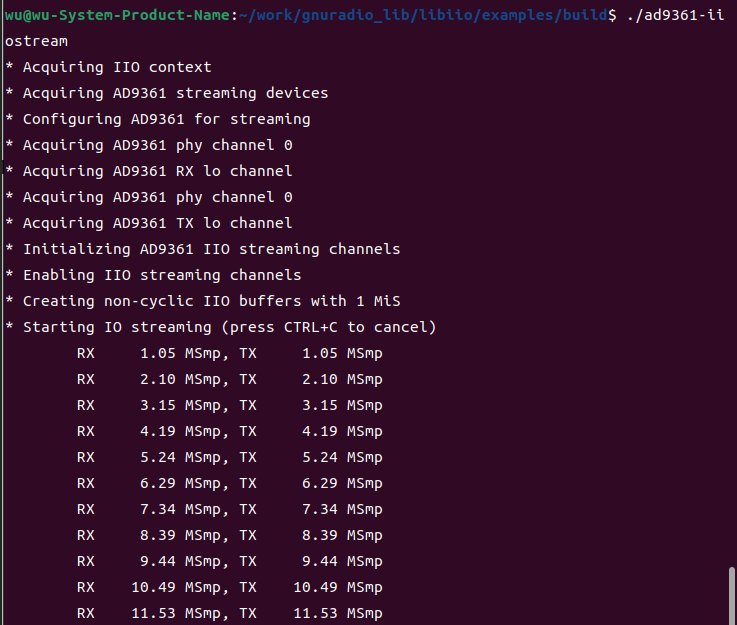 wu@wu-System-Product-Name:~/work/gnuradio_lib/libiio/examples/build$ ./ad9361-ii
ostream
* Acquiring IIO context
* Acquiring AD9361 streaming devices
* Configuring AD9361 for streaming
* Acquiring AD9361 phy channel 0
* Acquiring AD9361 RX lo channel
* Acquiring AD9361 phy channel 0
* Acquiring AD9361 TX lo channel
* Initializing AD9361 IIO streaming channels
* Enabling IIO streaming channels
* Creating non-cyclic IIO buffers with 1 MiS
* Starting IO streaming (press CTRL+C to cancel)
        RX     1.05 MSmp, TX     1.05 MSmp
        RX     2.10 MSmp, TX     2.10 MSmp
        RX     3.15 MSmp, TX     3.15 MSmp
        RX     4.19 MSmp, TX     4.19 MSmp
        RX     5.24 MSmp, TX     5.24 MSmp
        RX     6.29 MSmp, TX     6.29 MSmp
        RX     7.34 MSmp, TX     7.34 MSmp
        RX     8.39 MSmp, TX     8.39 MSmp
        RX     9.44 MSmp, TX     9.44 MSmp
        RX    10.49 MSmp, TX    10.49 MSmp
        RX    11.53 MSmp, TX    11.53 MSmp